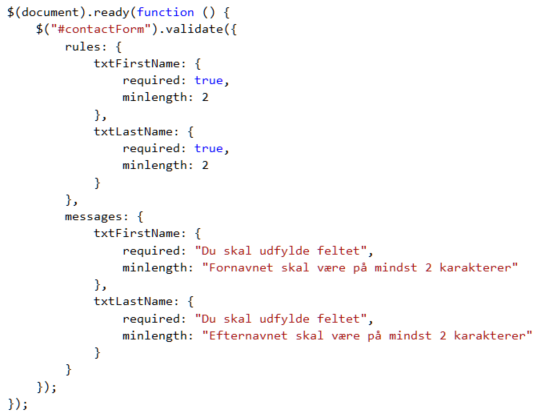 $(document).ready(function () {
    $("#contactForm").validate({
        rules: {
            txtFirstName: {
                required: true,
                minlength: 2
            },
            txtLastName: {
                required: true,
                minlength: 2
            }
        },
        messages: {
            txtFirstName: {
                required: "Du skal udfylde feltet",
                minlength: "Fornavnet skal være på mindst 2 karakterer"
            },
            txtLastName: {
                required: "Du skal udfylde feltet",
                minlength: "Efternavnet skal være på mindst 2 karakterer"
            }
        }
    });
});